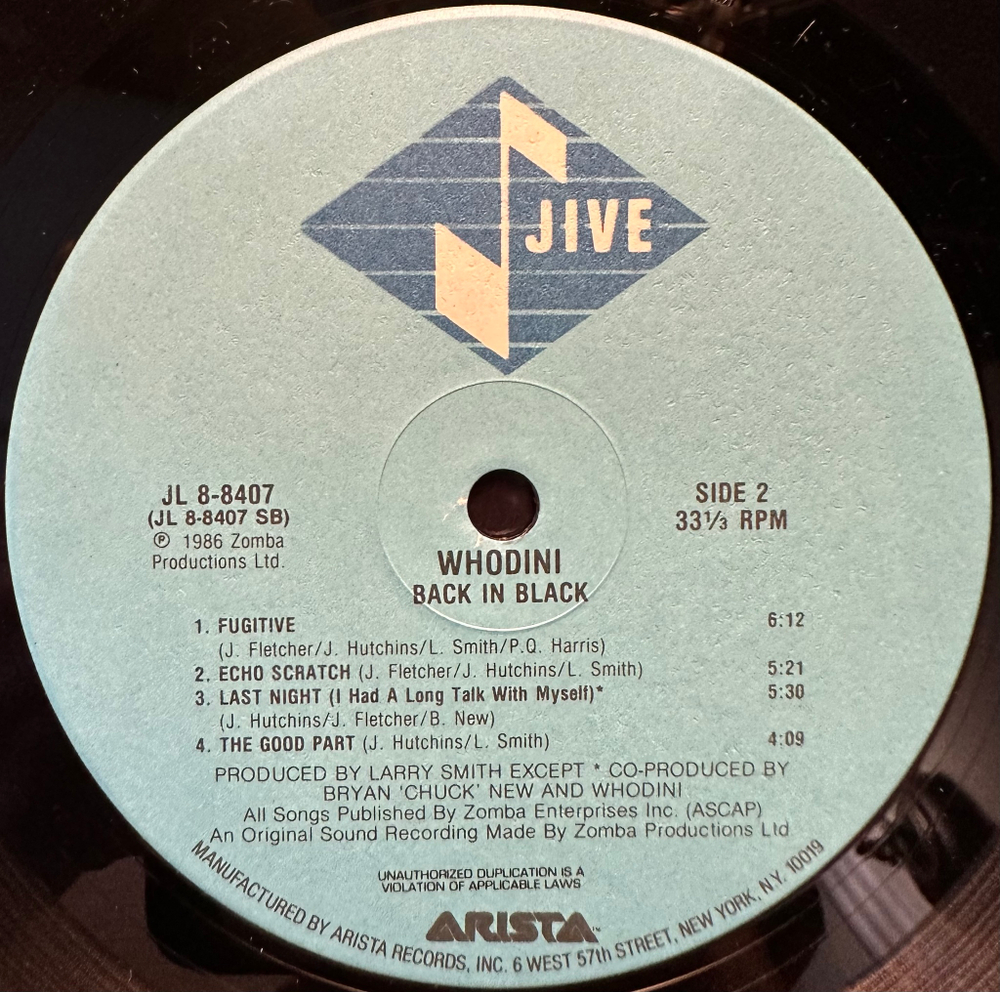 JIVE
JL 8-8407
(JL 8-8407 SB)
℗ 1986 Zomba
Productions Ltd.
SIDE 2
33⅓ RPM
WHODINI
BACK IN BLACK
1. FUGITIVE 6:12
(J. Fletcher/J. Hutchins/L. Smith/P.Q. Harris)
2. ECHO SCRATCH (J. Fletcher/J. Hutchins/L. Smith) 5:21
3. LAST NIGHT (I Had A Long Talk With Myself)* 5:30
(J. Hutchins/J. Fletcher/B. New)
4. THE GOOD PART (J. Hutchins/L. Smith) 4:09
PRODUCED BY LARRY SMITH EXCEPT * CO-PRODUCED BY
BRYAN 'CHUCK' NEW AND WHODINI
All Songs Published By Zomba Enterprises Inc. (ASCAP)
An Original Sound Recording Made By Zomba Productions Ltd
UNAUTHORIZED DUPLICATION IS A
VIOLATION OF APPLICABLE LAWS
ARISTA™
MANUFACTURED BY ARISTA RECORDS, INC. 6 WEST 57th STREET, NEW YORK, N.Y. 10019